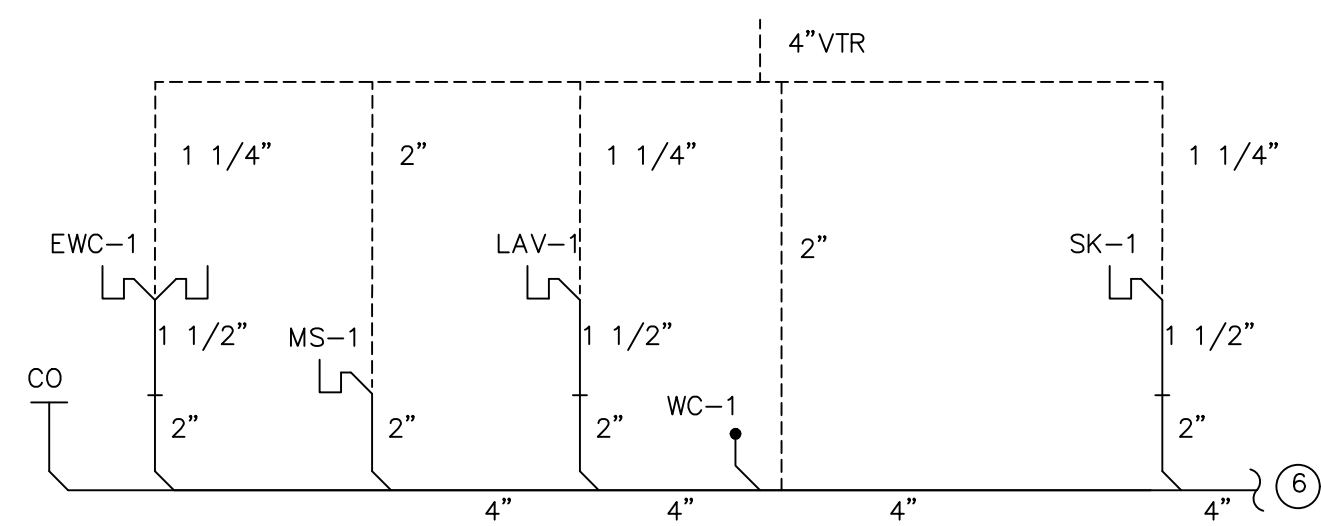 4”VTR
1 1/4”
2”
1 1/4”
1 1/4”
EWC-1
LAV-1
2”
SK-1
1 1/2”
MS-1
1 1/2”
1 1/2”
CO
WC-1
2”
2”
2”
2”
6
4”
4”
4”
4”